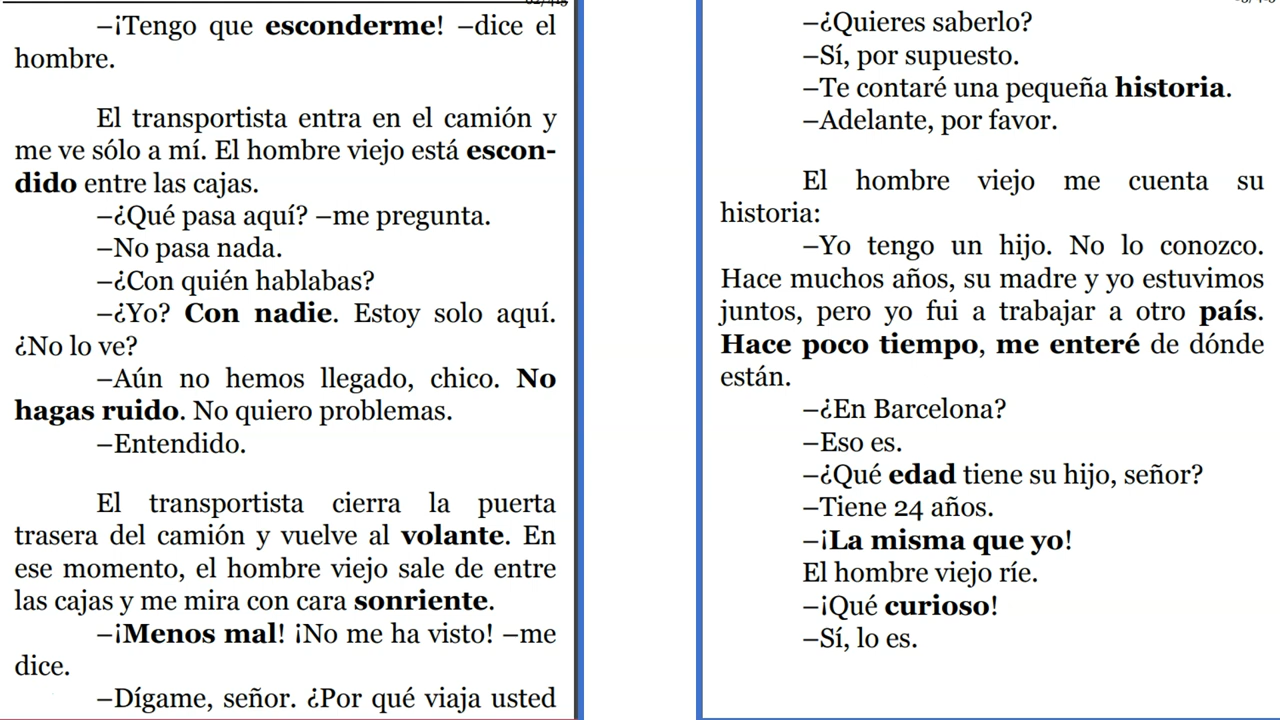 –¡Tengo que esconderme! –dice el
hombre.
El transportista entra en el camión y
me ve sólo a mí. El hombre viejo está escon-
dido entre las cajas.
–¿Qué pasa aquí? –me pregunta.
–No pasa nada.
–¿Con quién hablabas?
–¿Yo? Con nadie. Estoy solo aquí.
¿No lo ve?
–Aún no hemos llegado, chico. No
hagas ruido. No quiero problemas.
–Entendido.
El transportista cierra la puerta
trasera del camión y vuelve al volante. En
ese momento, el hombre viejo sale de entre
las cajas y me mira con cara sonriente.
–¡Menos mal! ¡No me ha visto! –me
dice.
–Dígame, señor. ¿Por qué viaja usted
–¿Quieres saberlo?
–Sí, por supuesto.
–Te contaré una pequeña historia.
–Adelante, por favor.
El hombre viejo me cuenta su
historia:
–Yo tengo un hijo. No lo conozco.
Hace muchos años, su madre y yo estuvimos
juntos, pero yo fui a trabajar a otro país.
Hace poco tiempo, me enteré de dónde
están.
–¿En Barcelona?
–Eso es.
–¿Qué edad tiene su hijo, señor?
–Tiene 24 años.
–¡La misma que yo!
El hombre viejo ríe.
–¡Qué curioso!
–Sí, lo es.